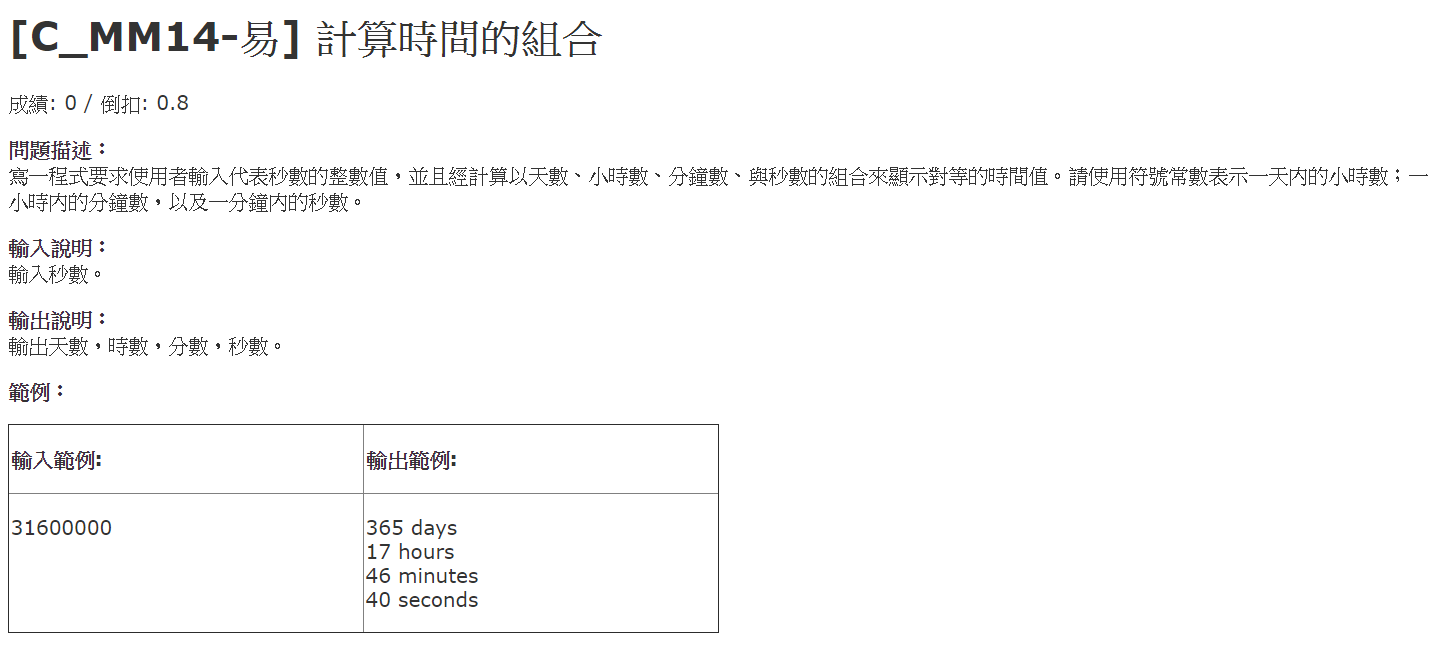 [C_MM14-易] 計算時間的組合
成績: 0 / 倒扣: 0.8
問題描述：
寫一程式要求使用者輸入代表秒數的整數值，並且經計算以天數、小時數、分鐘數、與秒數的組合來顯示對等的時間值。請使用符號常數表示一天內的小時數；一
小時內的分鐘數，以及一分鐘內的秒數。
輸入說明：
輸入秒數。
輸出說明：
輸出天數，時數，分數，秒數。
範例：
輸入範例:
輸出範例:
31600000
365 days
17 hours
46 minutes
40 seconds